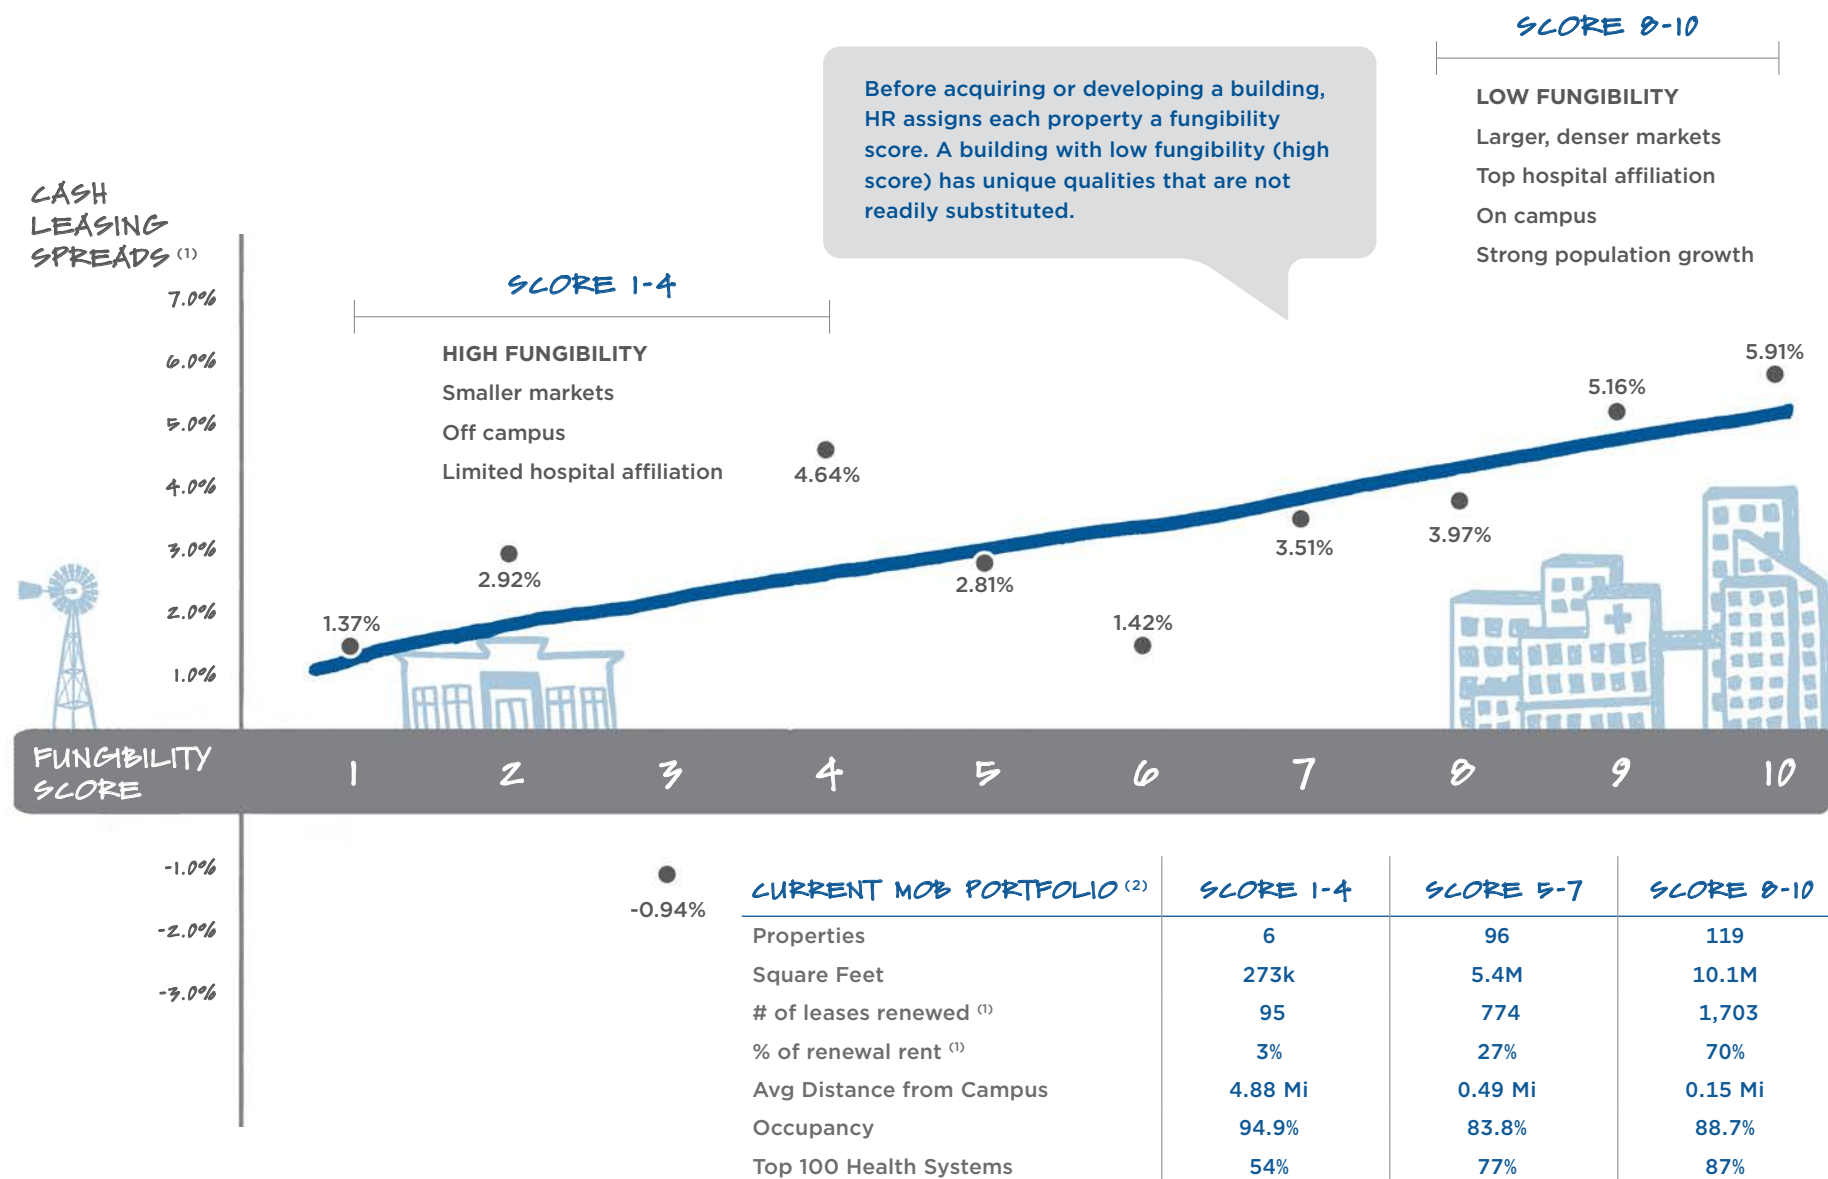 SCORE 8-10
LOW FUNGIBILITY
Larger, denser markets
Top hospital affiliation
On campus
Strong population growth
Before acquiring or developing a building,
HR assigns each property a fungibility
score. A building with low fungibility (high
score) has unique qualities that are not
readily substituted.
CASH
LEASING
SPREADS (1)
SCORE 1-4
HIGH FUNGIBILITY
Smaller markets
Off campus
Limited hospital affiliation
7.0%
6.0%
5.0%
4.0%
3.0%
2.0%
1.0%
1.37%
2.92%
4.64%
2.81%
1.42%
3.51%
3.97%
5.16%
5.91%
FUNGIBILITY
SCORE
1 2 3 4 5 6 7 8 9 10
-1.0%
-2.0%
-3.0%
-0.94%
CURRENT MOB PORTFOLIO (2) SCORE 1-4 SCORE 5-7 SCORE 8-10
Properties 6 96 119
Square Feet 273k 5.4M 10.1M
# of leases renewed (1) 95 774 1,703
% of renewal rent (1) 3% 27% 70%
Avg Distance from Campus 4.88 Mi 0.49 Mi 0.15 Mi
Occupancy 94.9% 83.8% 88.7%
Top 100 Health Systems 54% 77% 87%